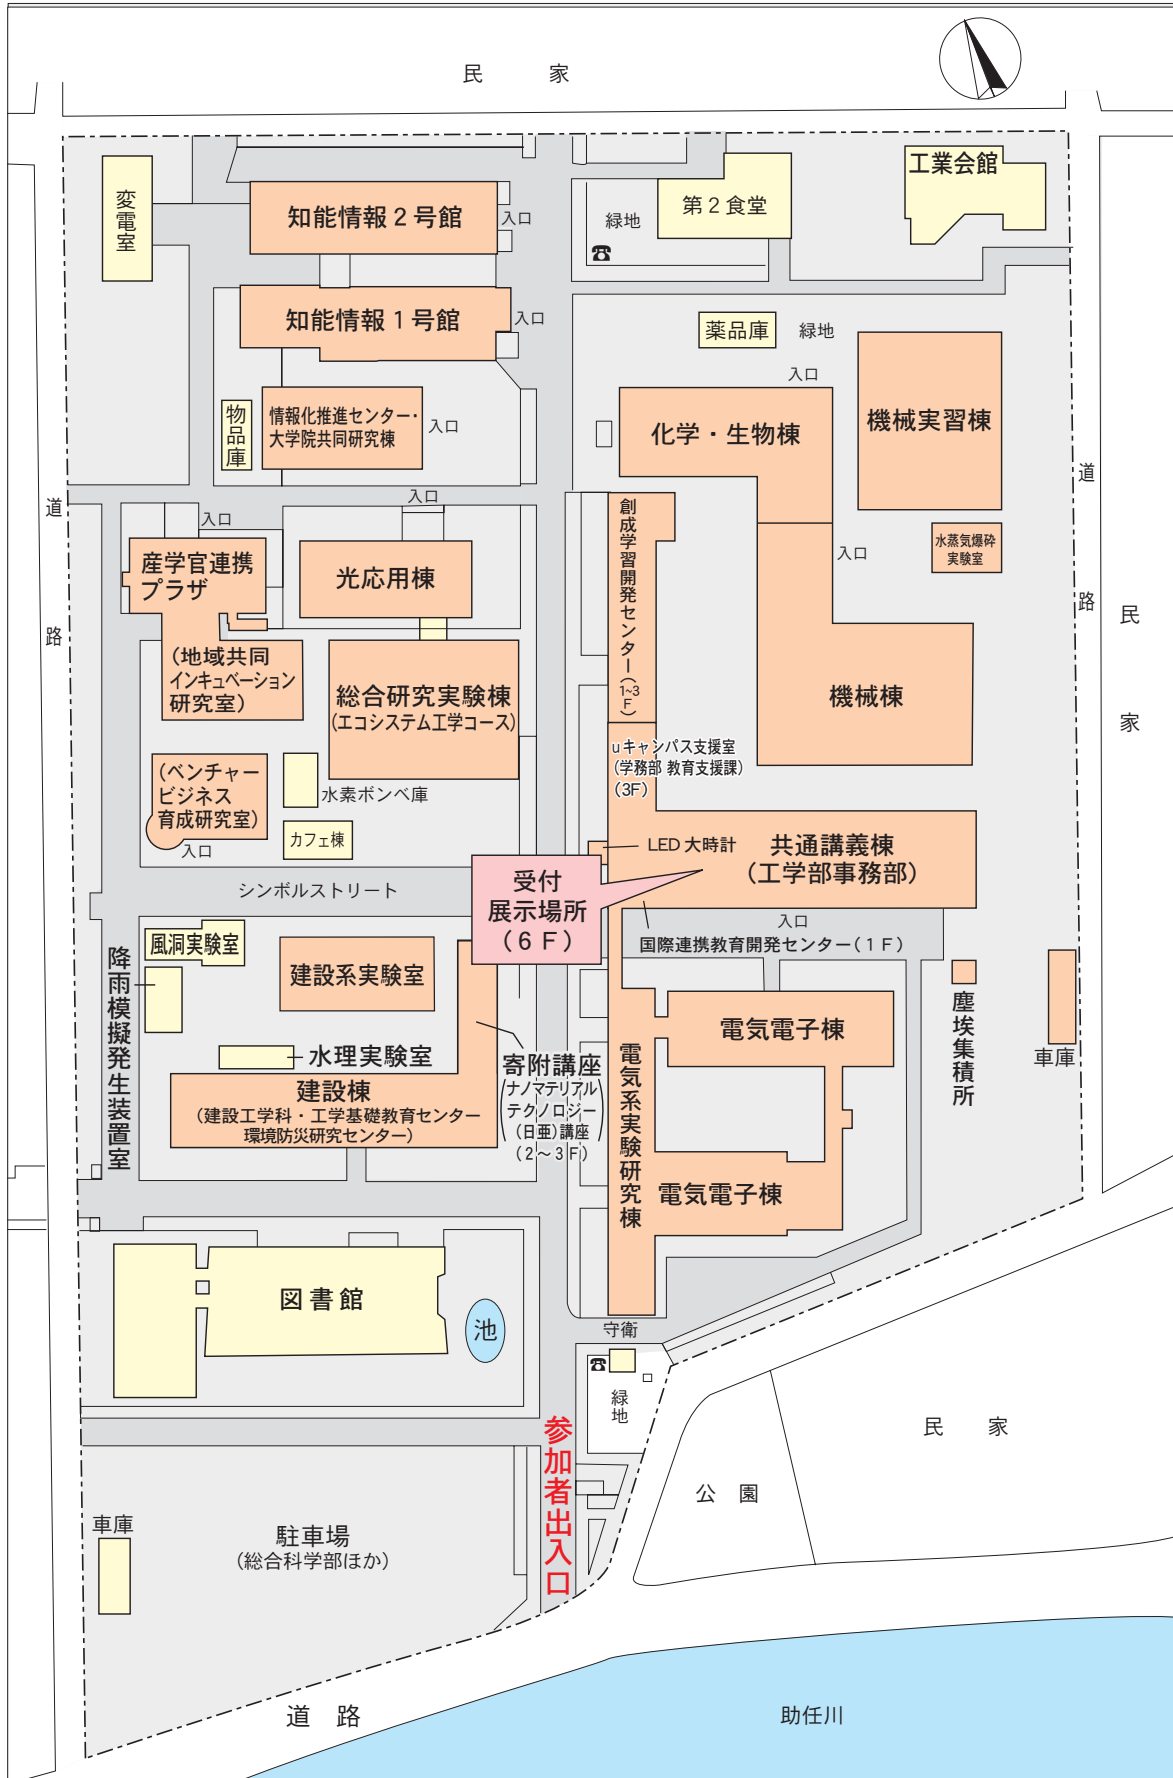 民　家
工業会館
変電室
知能情報２号館
入口
緑地
第２食堂
知能情報１号館
入口
薬品庫
緑地
入口
物品庫
情報化推進センター・
大学院共同研究棟
入口
化学・生物棟
機械実習棟
道路
道路
入口
入口
創成学習開発センター(1~3F)
入口
水蒸気爆砕
実験室
産学官連携
プラザ
光応用棟
民家
(地域共同
インキュベーション
研究室)
総合研究実験棟
(エコシステム工学コース)
機械棟
uキャンパス支援室
(学務部 教育支援課)
(3F)
(ベンチャー
ビジネス
育成研究室)
入口
水素ボンベ庫
カフェ棟
LED大時計
共通講義棟
(工学部事務部)
シンボルストリート
受付
展示場所
(６Ｆ)
入口
国際連携教育開発センター(１Ｆ)
風洞実験室
降雨模擬発生装置室
建設系実験室
電気電子棟
塵埃集積所
車庫
水理実験室
寄附講座
(ナノマテリアル
テクノロジー
(日亜)講座
(２～３Ｆ))
建設棟
(建設工学科・工学基礎教育センター
環境防災研究センター)
電気系実験研究棟
電気電子棟
図書館
池
守衛
緑地
参加者出入口
民　家
公　園
車庫
駐車場
(総合科学部ほか)
道　路
助任川